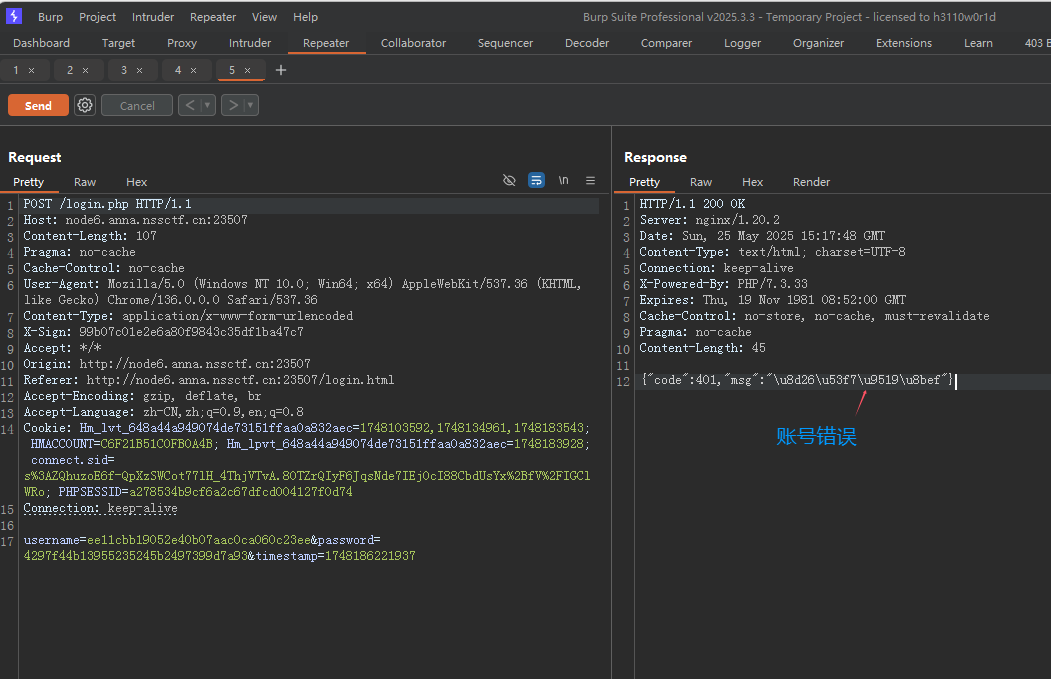 Burp Project Intruder Repeater View Help Burp Suite Professional v2025.3.3 - Temporary Project - licensed to h3110w0r1d
Dashboard Target Proxy Intruder Repeater Collaborator Sequencer Decoder Comparer Logger Organizer Extensions Learn 403 B
1 × 2 × 3 × 4 × 5 × +
Send Cancel < >
Request
Pretty Raw Hex \n
1 POST /login.php HTTP/1.1
2 Host: node6.anna.nssctf.cn:23507
3 Content-Length: 107
4 Pragma: no-cache
5 Cache-Control: no-cache
6 User-Agent: Mozilla/5.0 (Windows NT 10.0; Win64; x64) AppleWebKit/537.36 (KHTML,
like Gecko) Chrome/136.0.0.0 Safari/537.36
7 Content-Type: application/x-www-form-urlencoded
8 X-Sign: 99b07c01e2e6a80f9843c35df1ba47c7
9 Accept: */*
10 Origin: http://node6.anna.nssctf.cn:23507
11 Referer: http://node6.anna.nssctf.cn:23507/login.html
12 Accept-Encoding: gzip, deflate, br
13 Accept-Language: zh-CN,zh;q=0.9,en;q=0.8
14 Cookie: Hm_lvt_648a44a949074de73151ffaa0a832aec=1748103592,1748134961,1748183543;
HMACCOUNT=C6F21B51C0FB0A4B; Hm_lpvt_648a44a949074de73151ffaa0a832aec=1748183928;
connect.sid=
s%3AZQhuzoE6f-QpXzSWCot77lH_4ThjVTvA.8OTZrQIyF6JqsNde7IEjOcI88CbdUsYx%2BfV%2FIGCl
WRo; PHPSESSID=a278534b9cf6a2c67dfcd004127f0d74
15 Connection: keep-alive
16
17 username=ee11cbb19052e40b07aac0ca060c23ee&password=
4297f44b13955235245b2497399d7a93&timestamp=1748186221937
Response
Pretty Raw Hex Render
1 HTTP/1.1 200 OK
2 Server: nginx/1.20.2
3 Date: Sun, 25 May 2025 15:17:48 GMT
4 Content-Type: text/html; charset=UTF-8
5 Connection: keep-alive
6 X-Powered-By: PHP/7.3.33
7 Expires: Thu, 19 Nov 1981 08:52:00 GMT
8 Cache-Control: no-store, no-cache, must-revalidate
9 Pragma: no-cache
10 Content-Length: 45
11
12 {"code":401,"msg":"\u8d26\u53f7\u9519\u8bef"}
账号错误